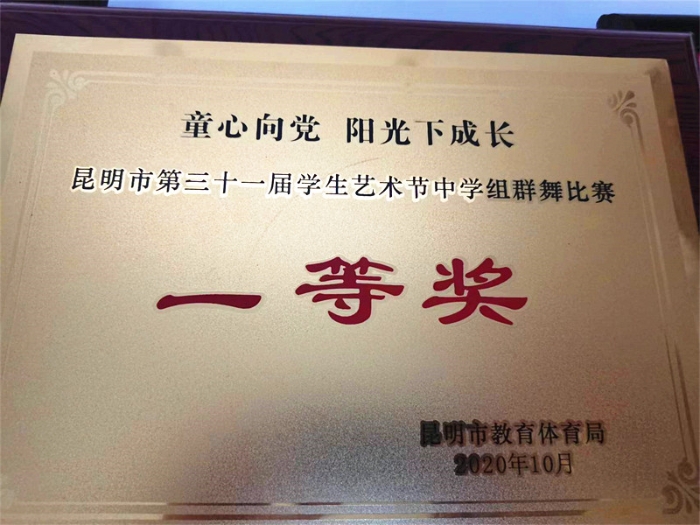 童心向党 阳光下成长
昆明市第三十一届学生艺术节中学组群舞比赛
一等奖
昆明市教育体育局
2020年10月